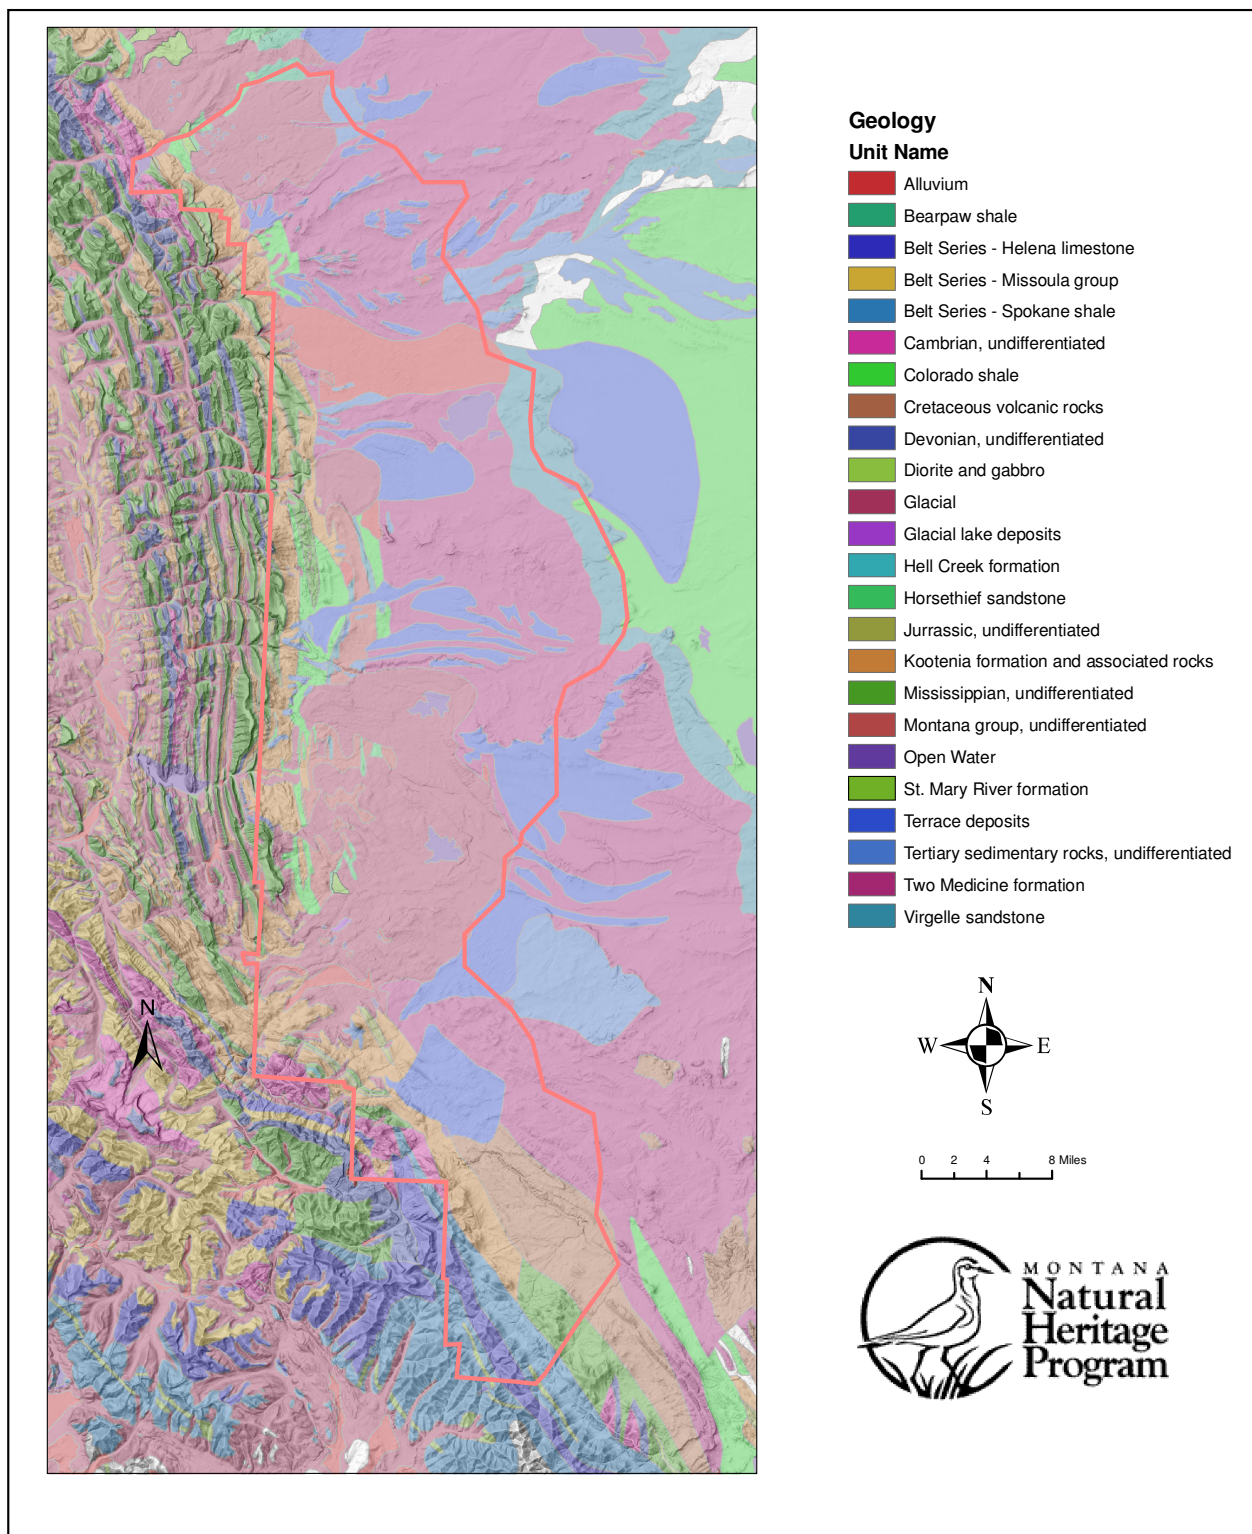 Geology
Unit Name
Alluvium
Bearpaw shale
Belt Series - Helena limestone
Belt Series - Missoula group
Belt Series - Spokane shale
Cambrian, undifferentiated
Colorado shale
Cretaceous volcanic rocks
Devonian, undifferentiated
Diorite and gabbro
Glacial
Glacial lake deposits
Hell Creek formation
Horsethief sandstone
Jurrassic, undifferentiated
Kootenia formation and associated rocks
Mississippian, undifferentiated
Montana group, undifferentiated
Open Water
St. Mary River formation
Terrace deposits
Tertiary sedimentary rocks, undifferentiated
Two Medicine formation
Virgelle sandstone
N
N
W E
S
0 2 4 8 Miles
MONTANA
Natural
Heritage
Program